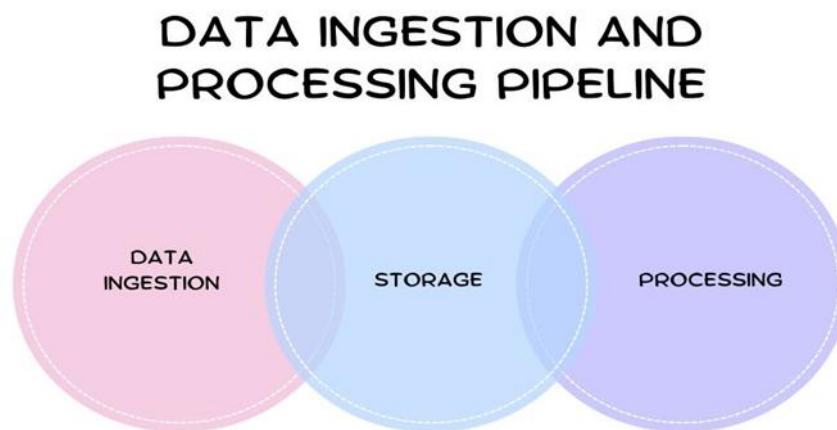 DATA INGESTION AND
PROCESSING PIPELINE
DATA
INGESTION
STORAGE
PROCESSING